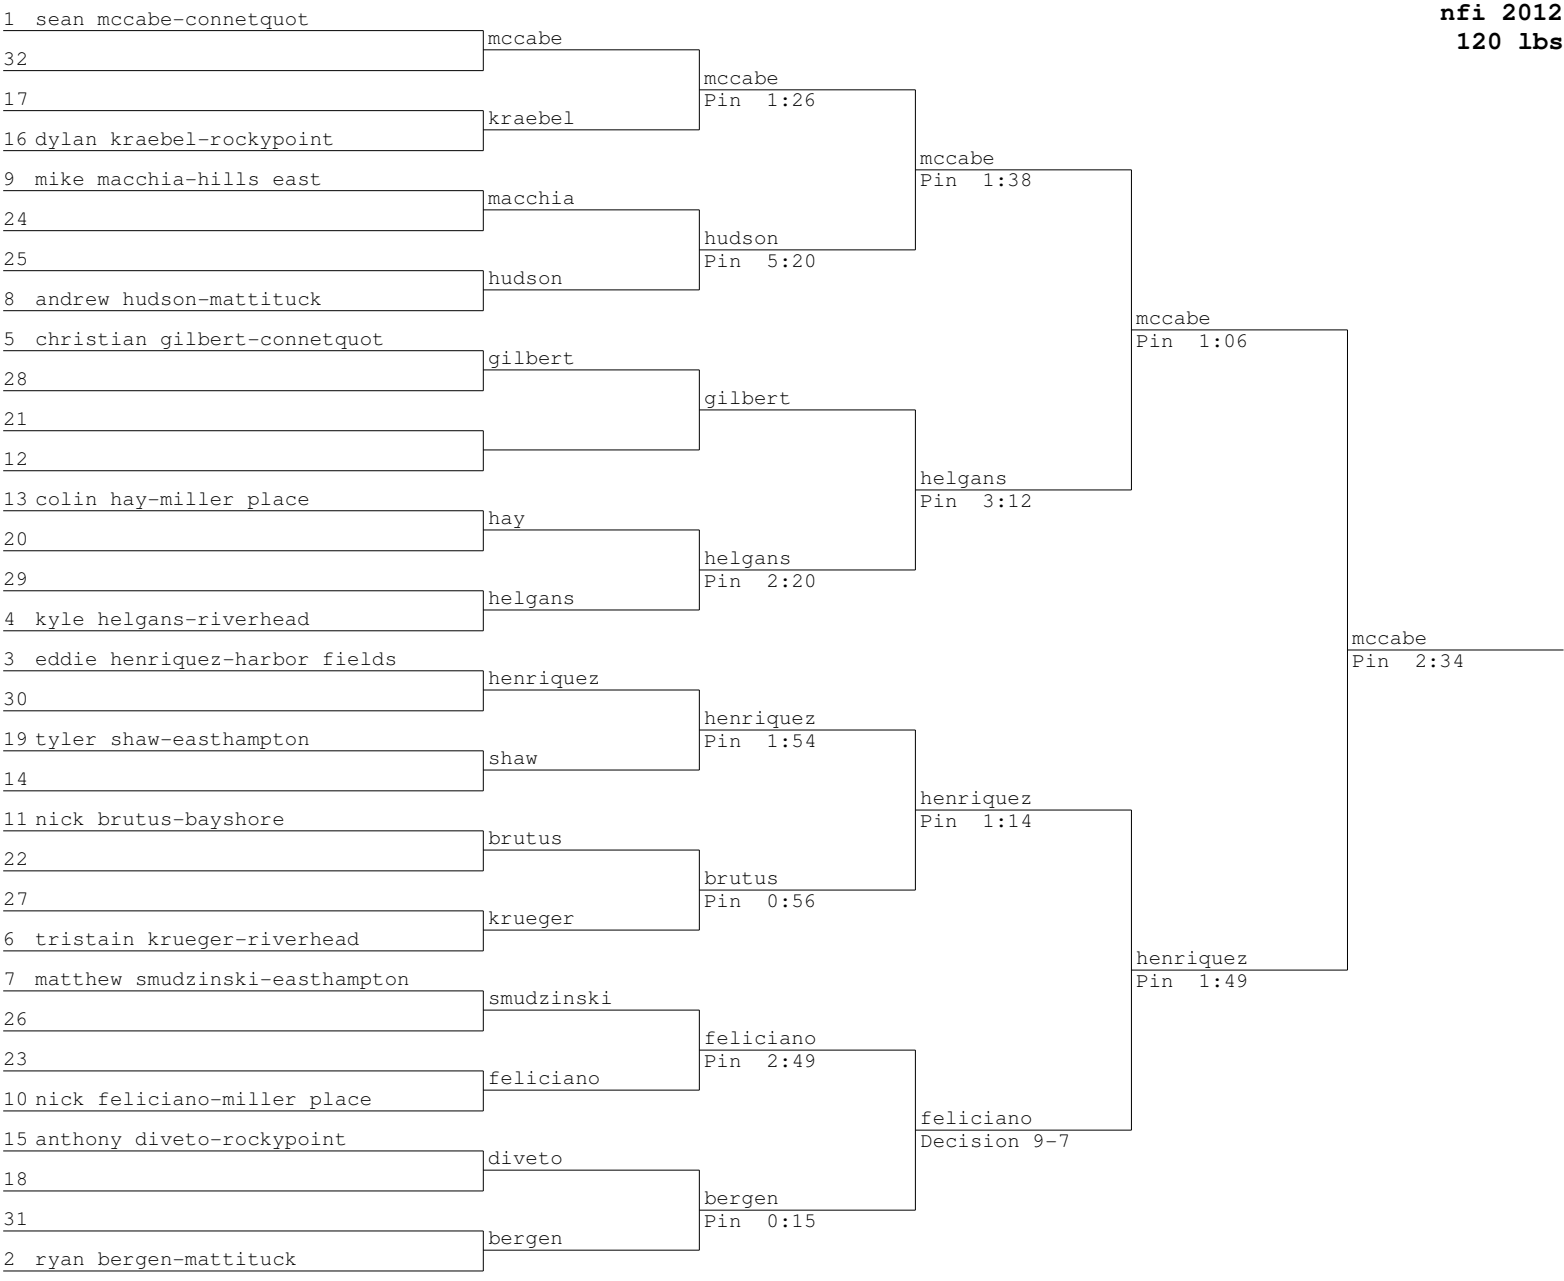 nfi 2012
120 lbs
1 sean mccabe-connetquot
32
17
16 dylan kraebel-rockypoint
9 mike macchia-hills east
24
25
8 andrew hudson-mattituck
5 christian gilbert-connetquot
28
21
12
13 colin hay-miller place
20
29
4 kyle helgans-riverhead
3 eddie henriquez-harbor fields
30
19 tyler shaw-easthampton
14
11 nick brutus-bayshore
22
27
6 tristain krueger-riverhead
7 matthew smudzinski-easthampton
26
23
10 nick feliciano-miller place
15 anthony diveto-rockypoint
18
31
2 ryan bergen-mattituck
mccabe
kraebel
macchia
hudson
gilbert
hay
helgans
henriquez
shaw
brutus
krueger
smudzinski
feliciano
diveto
bergen
mccabe
Pin 1:26
hudson
Pin 5:20
gilbert
helgans
Pin 2:20
henriquez
Pin 1:54
brutus
Pin 0:56
feliciano
Pin 2:49
bergen
Pin 0:15
mccabe
Pin 1:38
helgans
Pin 3:12
henriquez
Pin 1:14
feliciano
Decision 9-7
mccabe
Pin 1:06
henriquez
Pin 1:49
mccabe
Pin 2:34